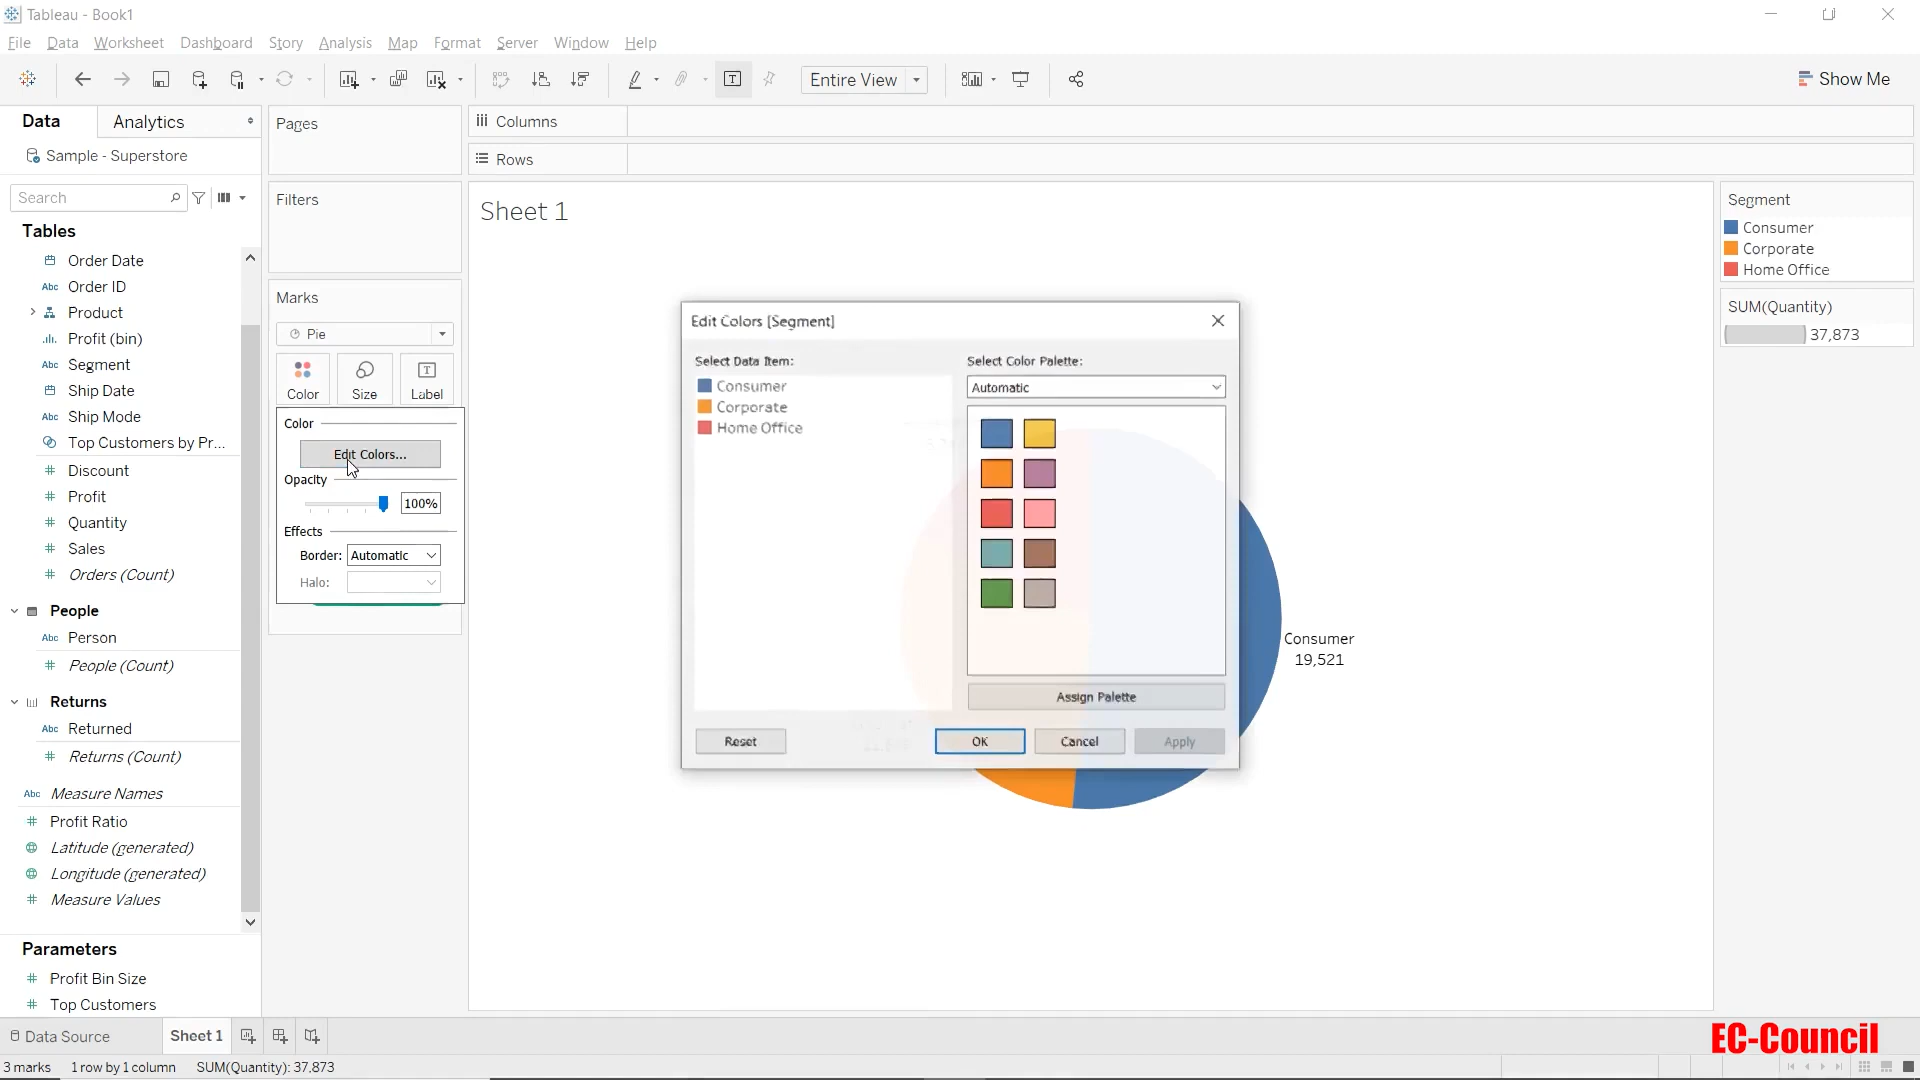 Tableau - Book1
File Data Worksheet Dashboard Story Analysis Map Format Server Window Help
Entire View
Show Me
Data
Analytics
Sample - Superstore
Search
Tables
Order Date
Abc Order ID
Product
Profit (bin)
Abc Segment
Ship Date
Abc Ship Mode
Top Customers by Pr...
# Discount
# Profit
# Quantity
# Sales
# Orders (Count)
People
Abc Person
# People (Count)
Returns
Abc Returned
# Returns (Count)
Abc Measure Names
# Profit Ratio
Latitude (generated)
Longitude (generated)
# Measure Values
Parameters
# Profit Bin Size
# Top Customers
Pages
Filters
Marks
Pie
Color
Size
Label
Color
Edit Colors...
Opacity
100%
Effects
Border: Automatic
Halo:
Columns
Rows
Sheet 1
Edit Colors [Segment]
Select Data Item:
Consumer
Corporate
Home Office
Select Color Palette:
Automatic
Assign Palette
Reset
OK
Cancel
Apply
Consumer
19,521
Segment
Consumer
Corporate
Home Office
SUM(Quantity)
37,873
Data Source
Sheet 1
EC-Council
3 marks
1 row by 1 column
SUM(Quantity): 37,873